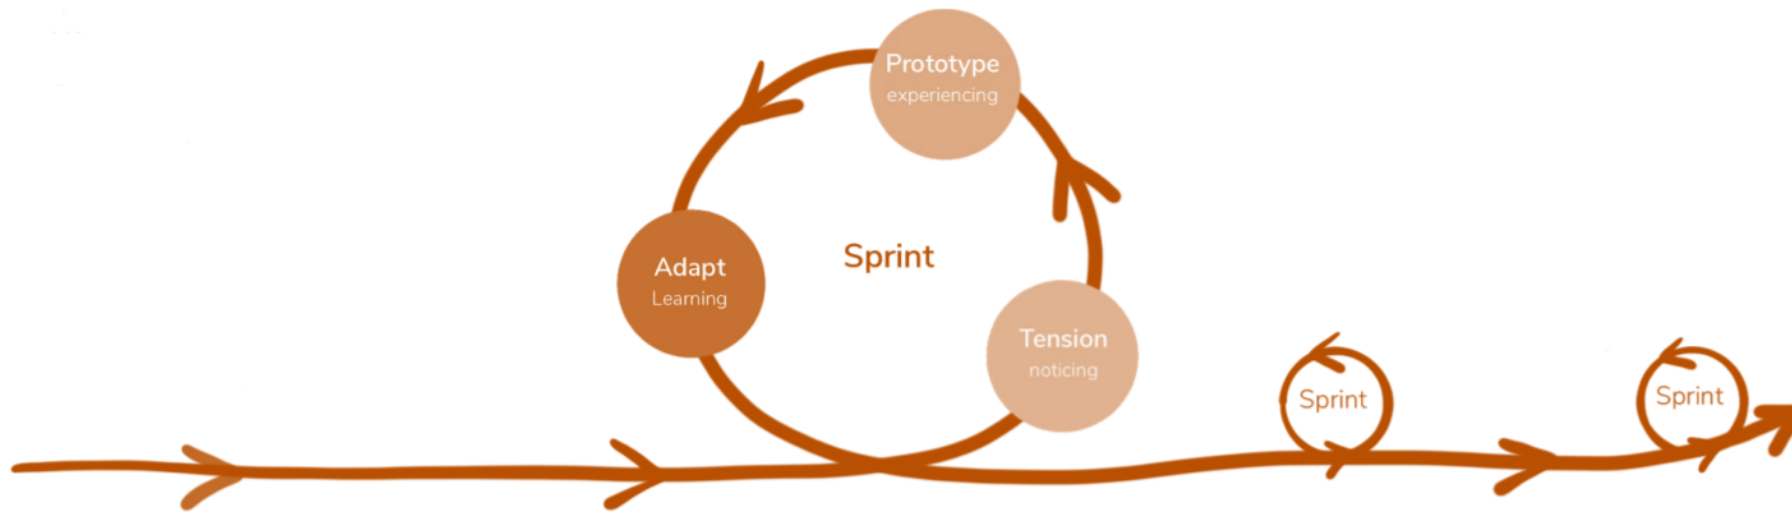 Prototype
experiencing
Sprint
Adapt
Learning
Tension
noticing
Sprint
Sprint